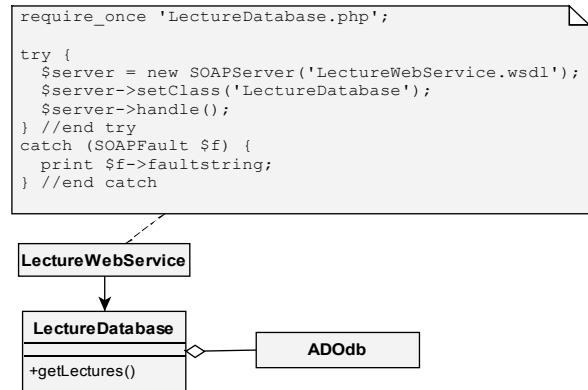 require_once 'LectureDatabase.php';
try {
$server = new SOAPServer('LectureWebService.wsdl');
$server->setClass('LectureDatabase');
$server->handle();
} //end try
catch (SOAPFault $f) {
print $f->faultstring;
} //end catch
LectureWebService
LectureDatabase
ADOdb
+getLectures()